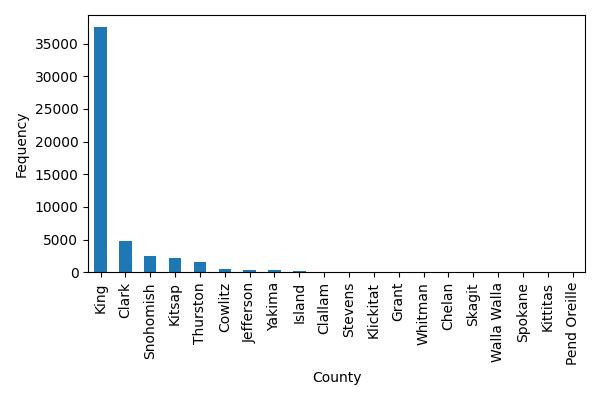 35000
30000
25000
20000
15000
10000
5000
0
Fequency
King
Clark
Snohomish
Kitsap
Thurston
Cowlitz
Jefferson
Yakima
Island
Clallam
Stevens
Klickitat
Grant
Whitman
Chelan
Skagit
Walla Walla
Spokane
Kittitas
Pend Oreille
County